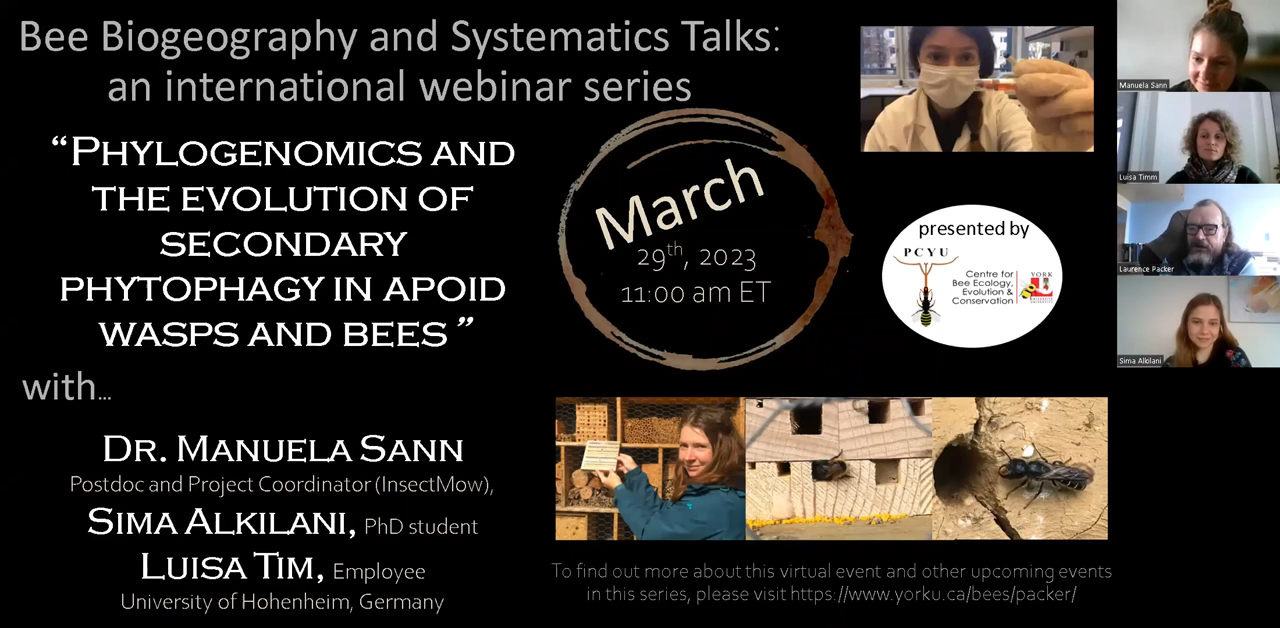 Bee Biogeography and Systematics Talks:
an international webinar series
“PHYLOGENOMICS AND
THE EVOLUTION OF
SECONDARY
PHYTOPHAGY IN APOID
WASPS AND BEES ”
with...
DR. MANUELA SANN
Postdoc and Project Coordinator (InsectMow),
SIMA ALKILANI, PhD student
LUISA TIM, Employee
University of Hohenheim, Germany
March
29th, 2023
11:00 am ET
presented by
PCYU
Centre for
Bee Ecology,
Evolution &
Conservation
YORK
To find out more about this virtual event and other upcoming events
in this series, please visit https://www.yorku.ca/bees/packer/
Manuela Sann
Luisa Timm
Laurence Packer
Sima Alkilani